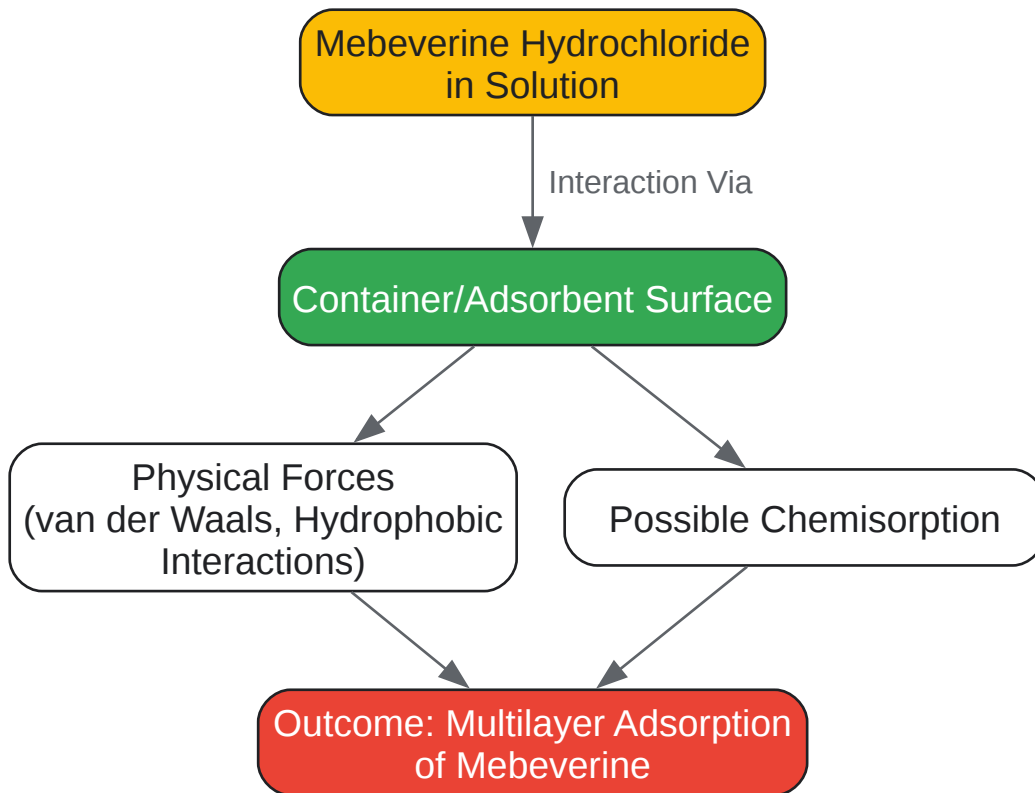 Mebeverine Hydrochloride
in Solution
Interaction Via
Container/Adsorbent Surface
Physical Forces
(van der Waals, Hydrophobic
Interactions)
Possible Chemisorption
Outcome: Multilayer Adsorption
of Mebeverine